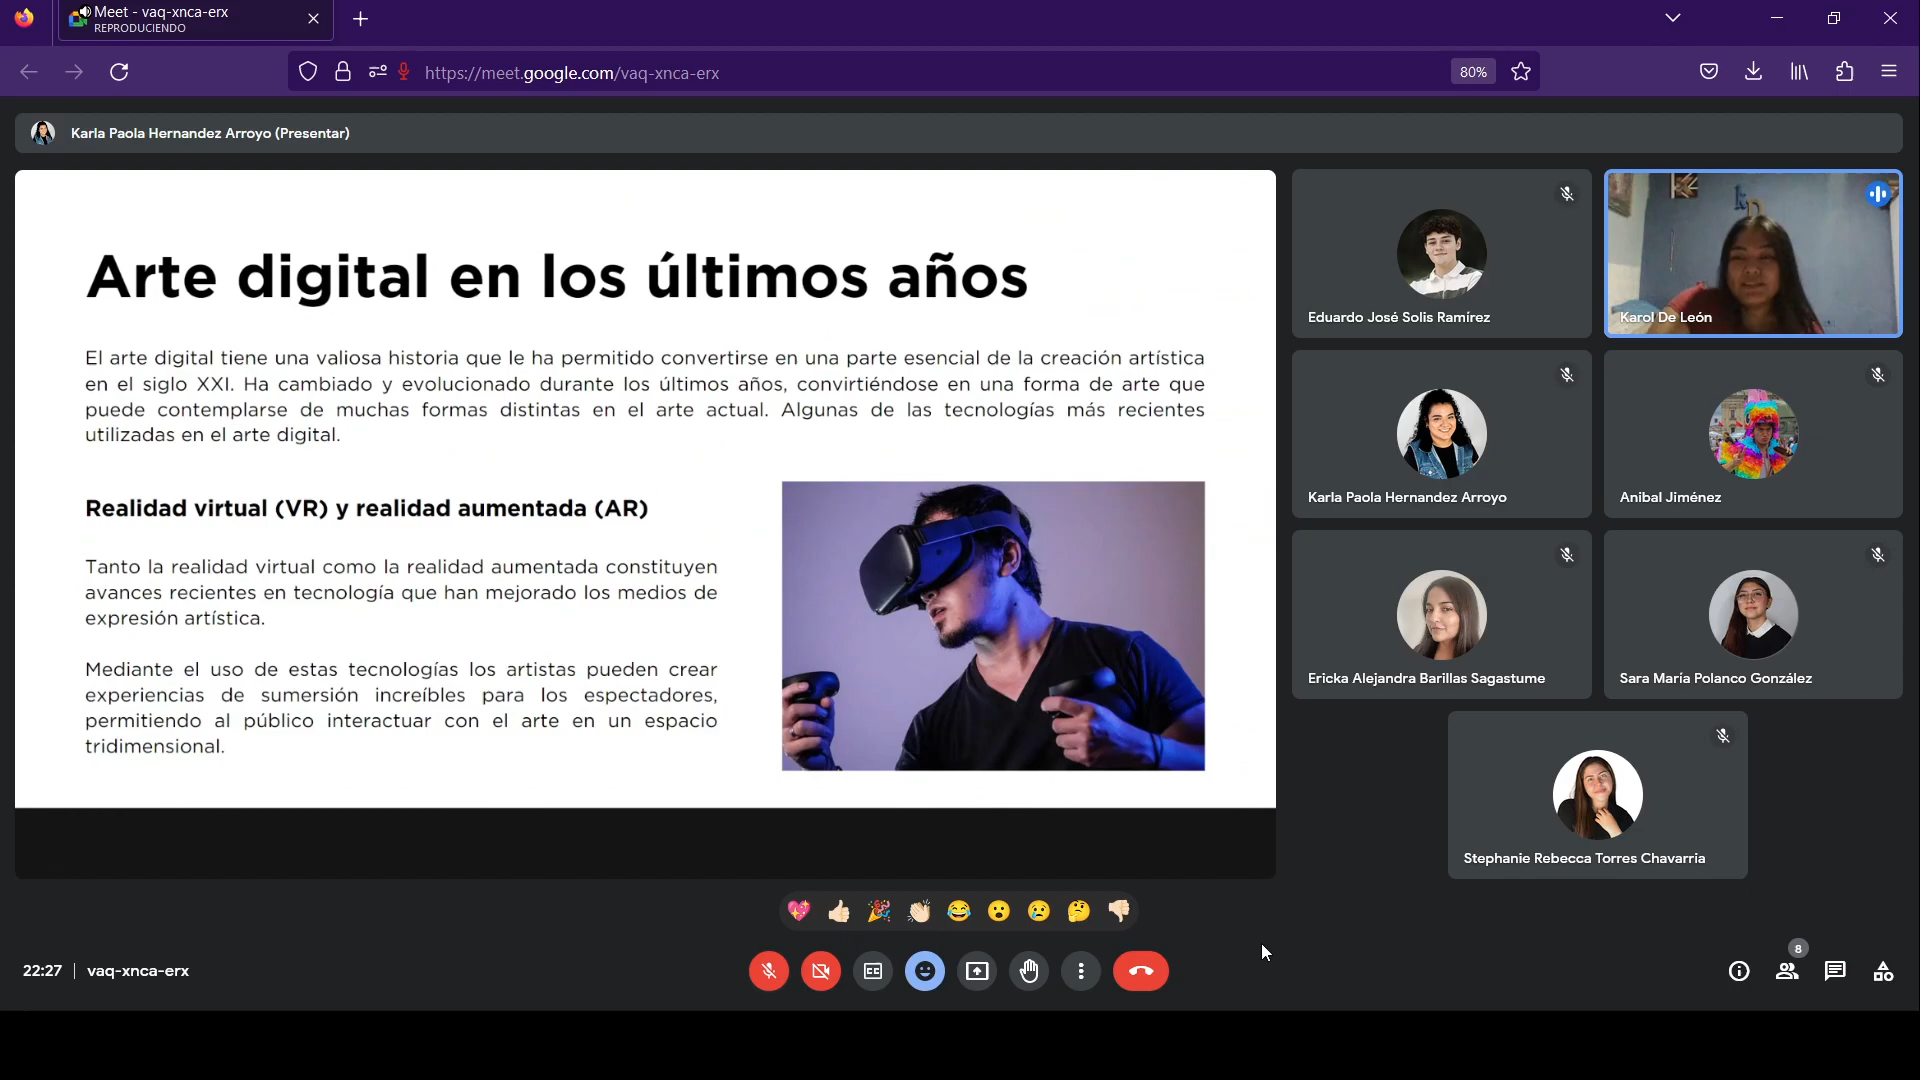 Meet - vaq-xnca-erx
REPRODUCIENDO
https://meet.google.com/vaq-xnca-erx
80%
Karla Paola Hernandez Arroyo (Presentar)
Arte digital en los últimos años
El arte digital tiene una valiosa historia que le ha permitido convertirse en una parte esencial de la creación artística
en el siglo XXI. Ha cambiado y evolucionado durante los últimos años, convirtiéndose en una forma de arte que
puede contemplarse de muchas formas distintas en el arte actual. Algunas de las tecnologías más recientes
utilizadas en el arte digital.
Realidad virtual (VR) y realidad aumentada (AR)
Tanto la realidad virtual como la realidad aumentada constituyen
avances recientes en tecnología que han mejorado los medios de
expresión artística.
Mediante el uso de estas tecnologías los artistas pueden crear
experiencias de sumersión increíbles para los espectadores,
permitiendo al público interactuar con el arte en un espacio
tridimensional.
Eduardo José Solis Ramírez
Karol De León
Karla Paola Hernandez Arroyo
Anibal Jiménez
Ericka Alejandra Barillas Sagastume
Sara María Polanco González
Stephanie Rebecca Torres Chavarria
22:27 | vaq-xnca-erx
8